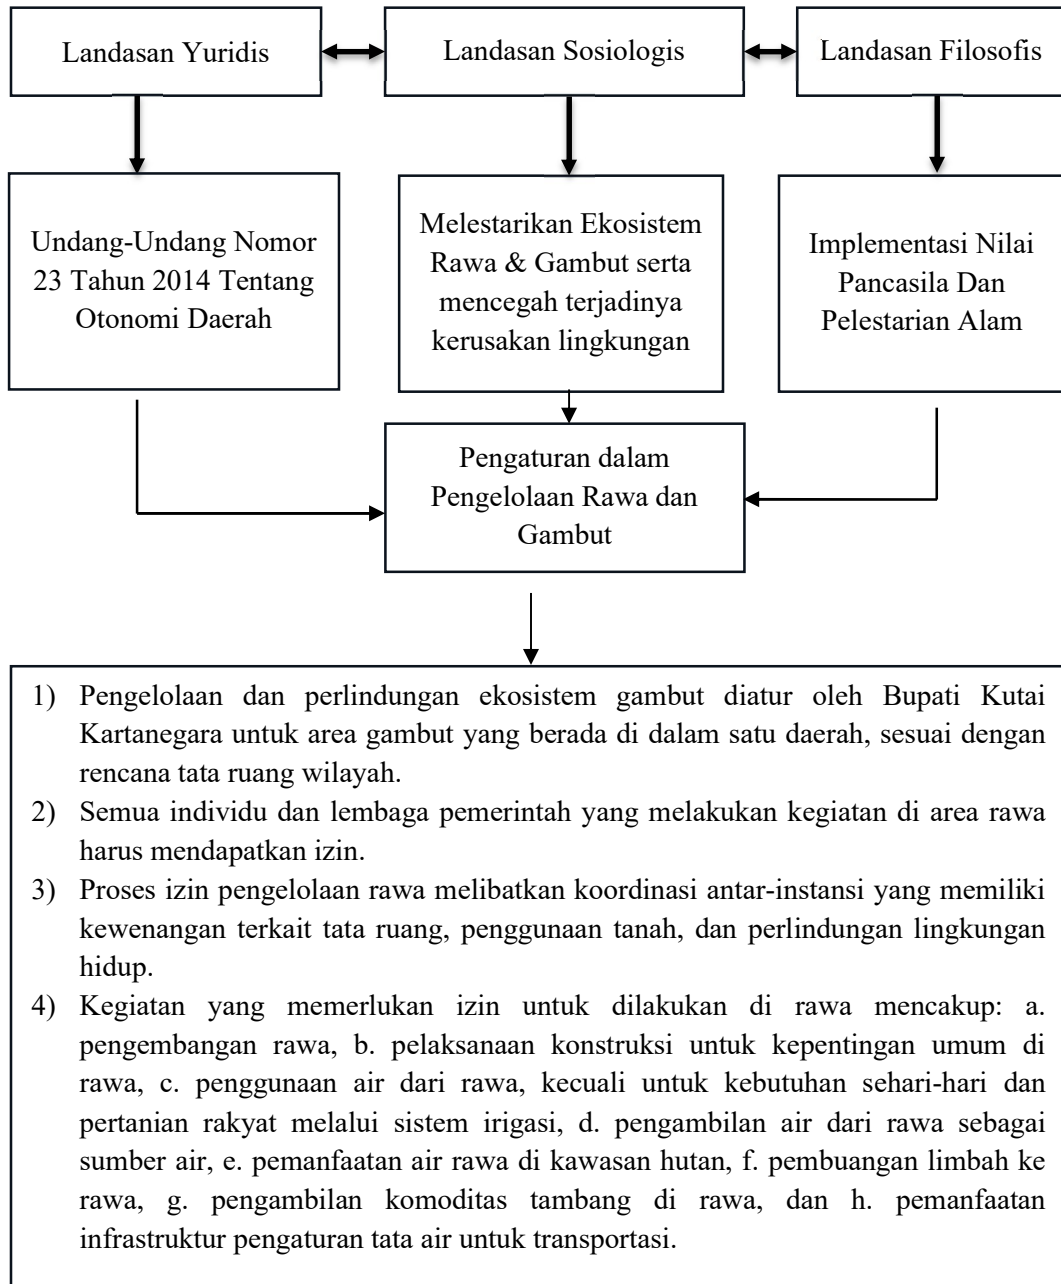 Landasan Yuridis
Landasan Sosiologis
Landasan Filosofis
Undang-Undang Nomor
23 Tahun 2014 Tentang
Otonomi Daerah
Melestarikan Ekosistem
Rawa & Gambut serta
mencegah terjadinya
kerusakan lingkungan
Implementasi Nilai
Pancasila Dan
Pelestarian Alam
Pengaturan dalam
Pengelolaan Rawa dan
Gambut
1) Pengelolaan dan perlindungan ekosistem gambut diatur oleh Bupati Kutai
Kartanegara untuk area gambut yang berada di dalam satu daerah, sesuai dengan
rencana tata ruang wilayah.
2) Semua individu dan lembaga pemerintah yang melakukan kegiatan di area rawa
harus mendapatkan izin.
3) Proses izin pengelolaan rawa melibatkan koordinasi antar-instansi yang memiliki
kewenangan terkait tata ruang, penggunaan tanah, dan perlindungan lingkungan
hidup.
4) Kegiatan yang memerlukan izin untuk dilakukan di rawa mencakup: a.
pengembangan rawa, b. pelaksanaan konstruksi untuk kepentingan umum di
rawa, c. penggunaan air dari rawa, kecuali untuk kebutuhan sehari-hari dan
pertanian rakyat melalui sistem irigasi, d. pengambilan air dari rawa sebagai
sumber air, e. pemanfaatan air rawa di kawasan hutan, f. pembuangan limbah ke
rawa, g. pengambilan komoditas tambang di rawa, dan h. pemanfaatan
infrastruktur pengaturan tata air untuk transportasi.